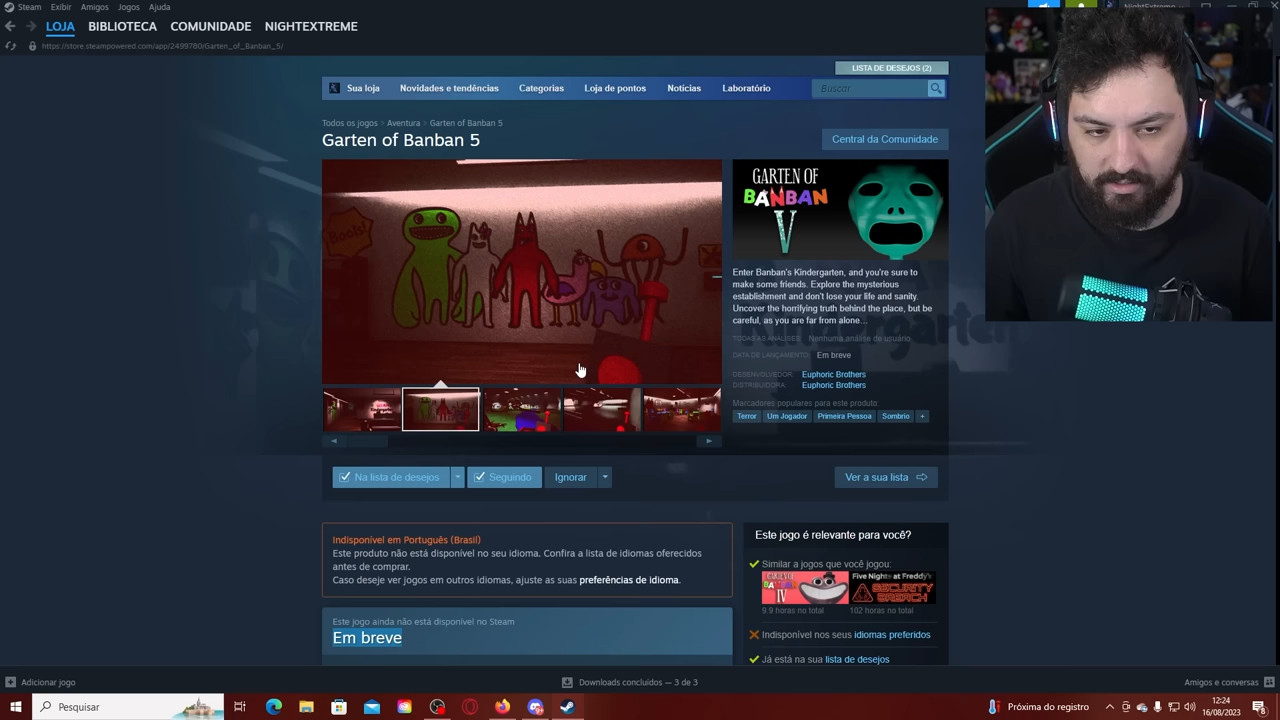 Steam Exibir Amigos Jogos Ajuda
LOJA BIBLIOTECA COMUNIDADE NIGHTEXTREME
https://store.steampowered.com/app/2499780/Garten_of_Banban_5/
LISTA DE DESEJOS (2)
Sua loja Novidades e tendências Categorias Loja de pontos Notícias Laboratório Buscar
Todos os jogos > Aventura > Garten of Banban 5
Garten of Banban 5
Central da Comunidade
GARTEN OF
BANBAN
V
Enter Banban's Kindergarten, and you're sure to
make some friends. Explore the mysterious
establishment and don't lose your life and sanity.
Uncover the horrifying truth behind the place, but be
careful, as you are far from alone...
TODAS AS ANÁLISES: Nenhuma análise de usuário
DATA DE LANÇAMENTO: Em breve
DESENVOLVEDOR: Euphoric Brothers
DISTRIBUIDORA: Euphoric Brothers
Marcadores populares para este produto:
Terror Um Jogador Primeira Pessoa Sombrio +
Na lista de desejos Seguindo Ignorar Ver a sua lista
Indisponível em Português (Brasil)
Este produto não está disponível no seu idioma. Confira a lista de idiomas oferecidos
antes de comprar.
Caso deseje ver jogos em outros idiomas, ajuste as suas preferências de idioma.
Este jogo ainda não está disponível no Steam
Em breve
Este jogo é relevante para você?
Similar a jogos que você jogou:
GARTEN OF
BANBAN
IV
Five Nights at Freddy's
SECURITY
BREACH
9.9 horas no total 102 horas no total
Indisponível nos seus idiomas preferidos
Já está na sua lista de desejos
Adicionar jogo Downloads concluídos — 3 de 3 Amigos e conversas
Pesquisar
Próxima do registro
12:24
16/08/2023